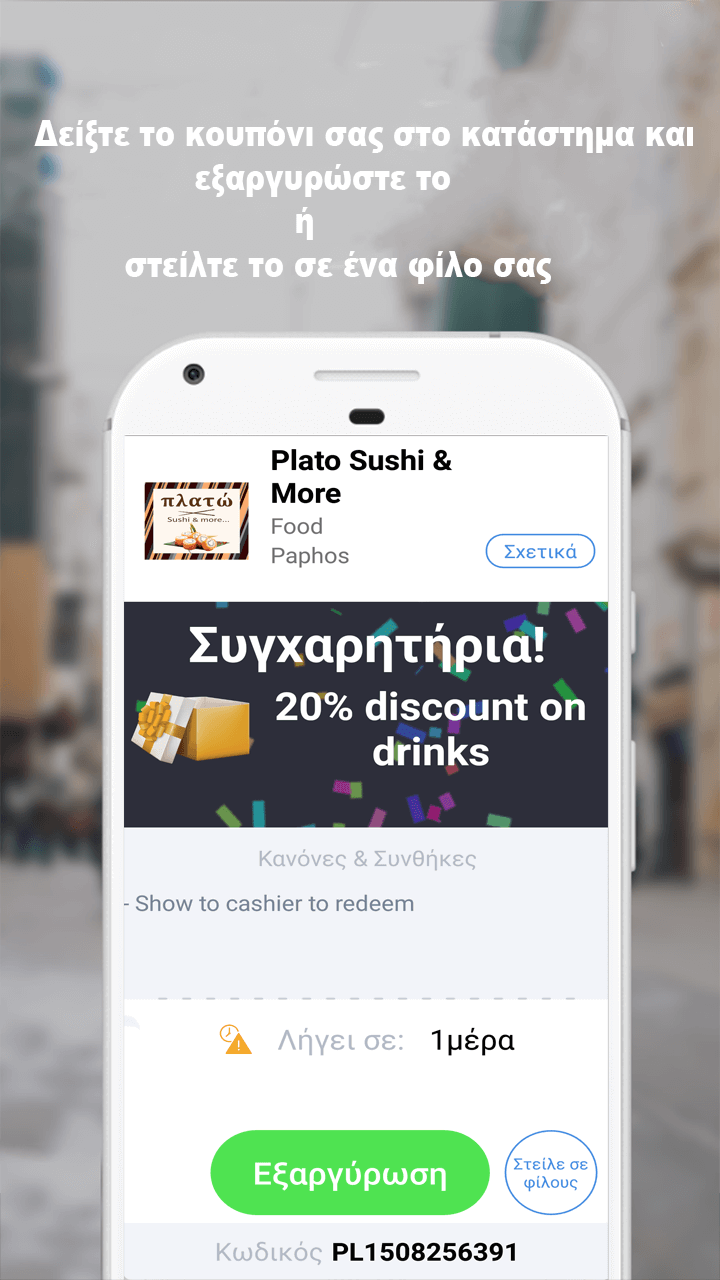 Δείξτε το κουπόνι σας στο κατάστημα και
εξαργυρώστε το
ή
στείλτε το σε ένα φίλο σας
Plato Sushi &
More
πλατώ
Sushi & more...
Food
Paphos
Σχετικά
Συγχαρητήρια!
20% discount on
drinks
Κανόνες & Συνθήκες
- Show to cashier to redeem
Λήγει σε: 1μέρα
Εξαργύρωση
Στείλε σε
φίλους
Κωδικός PL1508256391